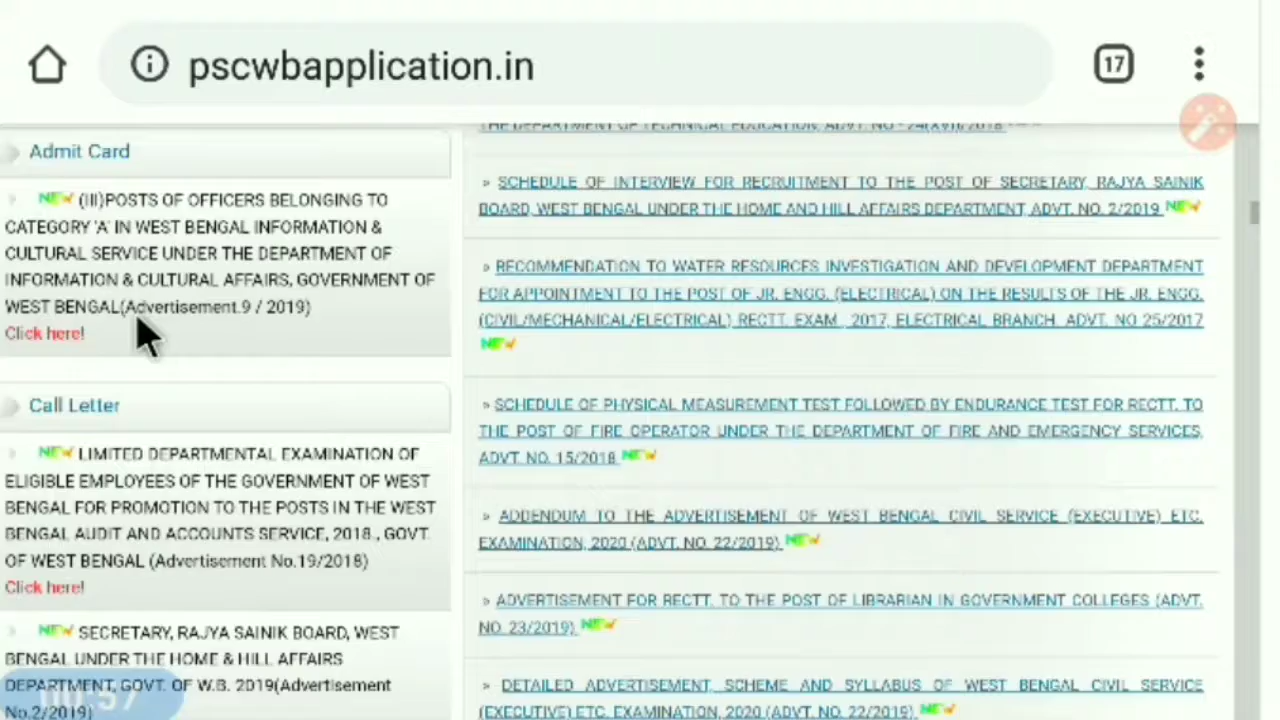 pscwbapplication.in
17
Admit Card
NEW (III)POSTS OF OFFICERS BELONGING TO
CATEGORY 'A' IN WEST BENGAL INFORMATION &
CULTURAL SERVICE UNDER THE DEPARTMENT OF
INFORMATION & CULTURAL AFFAIRS, GOVERNMENT OF
WEST BENGAL(Advertisement.9 / 2019)
Click here!
Call Letter
NEW LIMITED DEPARTMENTAL EXAMINATION OF
ELIGIBLE EMPLOYEES OF THE GOVERNMENT OF WEST
BENGAL FOR PROMOTION TO THE POSTS IN THE WEST
BENGAL AUDIT AND ACCOUNTS SERVICE, 2018., GOVT.
OF WEST BENGAL (Advertisement No.19/2018)
Click here!
NEW SECRETARY, RAJYA SAINIK BOARD, WEST
BENGAL UNDER THE HOME & HILL AFFAIRS
DEPARTMENT, GOVT. OF W.B. 2019(Advertisement
No.2/2019)
THE DEPARTMENT OF TECHNICAL EDUCATION, ADVT. NO - 24(XVII)/2018
» SCHEDULE OF INTERVIEW FOR RECRUITMENT TO THE POST OF SECRETARY, RAJYA SAINIK
BOARD, WEST BENGAL UNDER THE HOME AND HILL AFFAIRS DEPARTMENT, ADVT. NO. 2/2019 NEW
» RECOMMENDATION TO WATER RESOURCES INVESTIGATION AND DEVELOPMENT DEPARTMENT
FOR APPOINTMENT TO THE POST OF JR. ENGG. (ELECTRICAL) ON THE RESULTS OF THE JR. ENGG.
(CIVIL/MECHANICAL/ELECTRICAL) RECTT. EXAM., 2017, ELECTRICAL BRANCH. ADVT. NO 25/2017
NEW
» SCHEDULE OF PHYSICAL MEASUREMENT TEST FOLLOWED BY ENDURANCE TEST FOR RECTT. TO
THE POST OF FIRE OPERATOR UNDER THE DEPARTMENT OF FIRE AND EMERGENCY SERVICES,
ADVT. NO. 15/2018 NEW
» ADDENDUM TO THE ADVERTISEMENT OF WEST BENGAL CIVIL SERVICE (EXECUTIVE) ETC.
EXAMINATION, 2020 (ADVT. NO. 22/2019) NEW
» ADVERTISEMENT FOR RECTT. TO THE POST OF LIBRARIAN IN GOVERNMENT COLLEGES (ADVT.
NO. 23/2019) NEW
» DETAILED ADVERTISEMENT, SCHEME AND SYLLABUS OF WEST BENGAL CIVIL SERVICE
(EXECUTIVE) ETC. EXAMINATION, 2020 (ADVT. NO. 22/2019) NEW